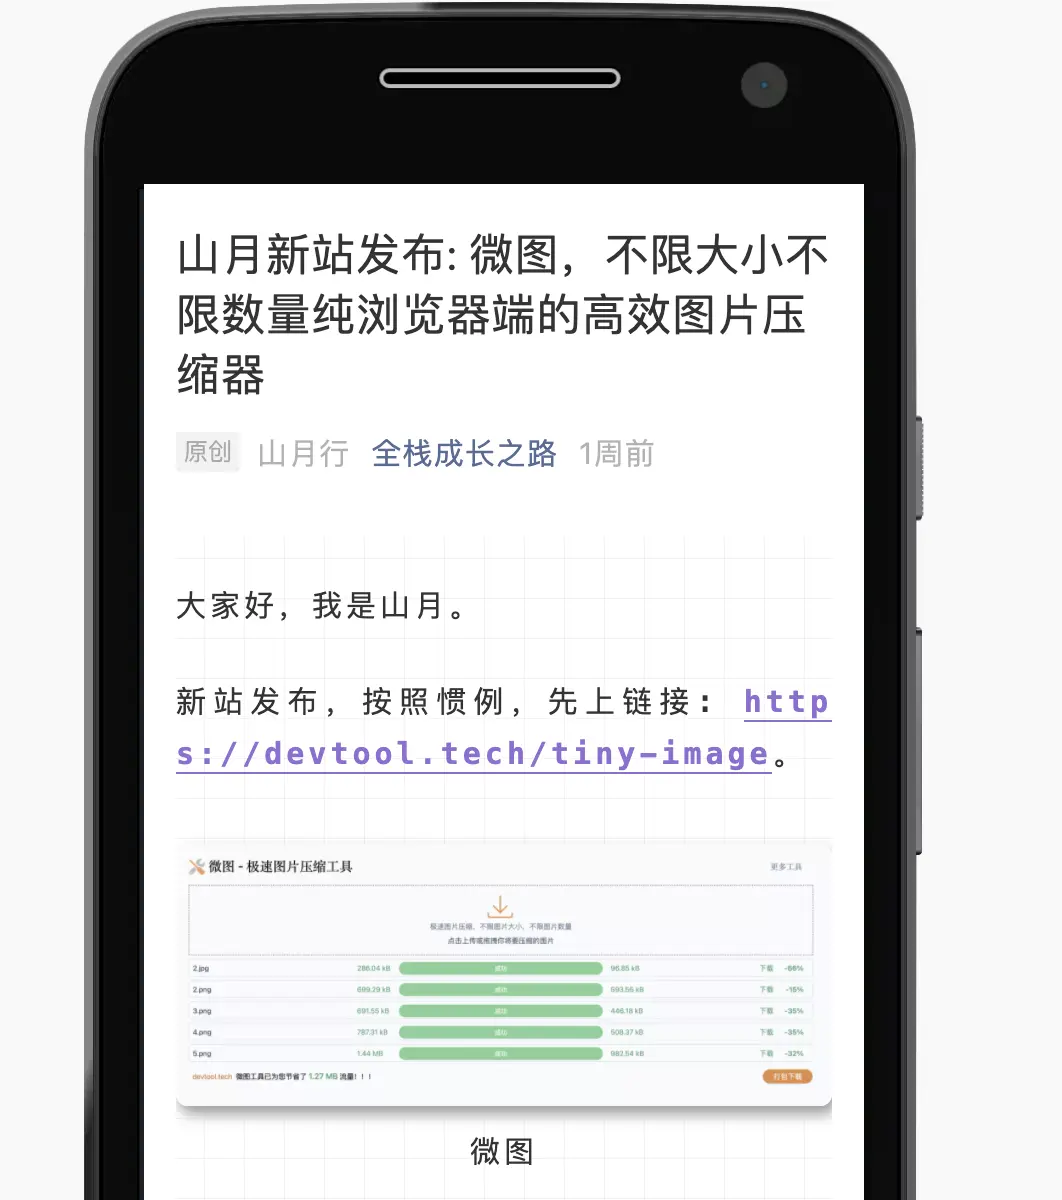 山月新站发布: 微图，不限大小不
限数量纯浏览器端的高效图片压
缩器
原创 山月行 全栈成长之路 1周前
大家好，我是山月。
新站发布，按照惯例，先上链接：http
s://devtool.tech/tiny-image。
微图 - 极速图片压缩工具 更多工具
极速图片压缩、不限图片大小、不限图片数量
点击上传或拖拽你将要压缩的图片
2.jpg 286.04 kB 成功 96.85 kB 下载 -66%
2.png 699.29 kB 成功 593.56 kB 下载 -15%
3.png 691.55 kB 成功 446.18 kB 下载 -35%
4.png 787.31 kB 成功 508.37 kB 下载 -35%
5.png 1.44 MB 成功 982.54 kB 下载 -32%
devtool.tech 微图工具已为您节省了 1.27 MB 流量！！！ 打包下载
微图